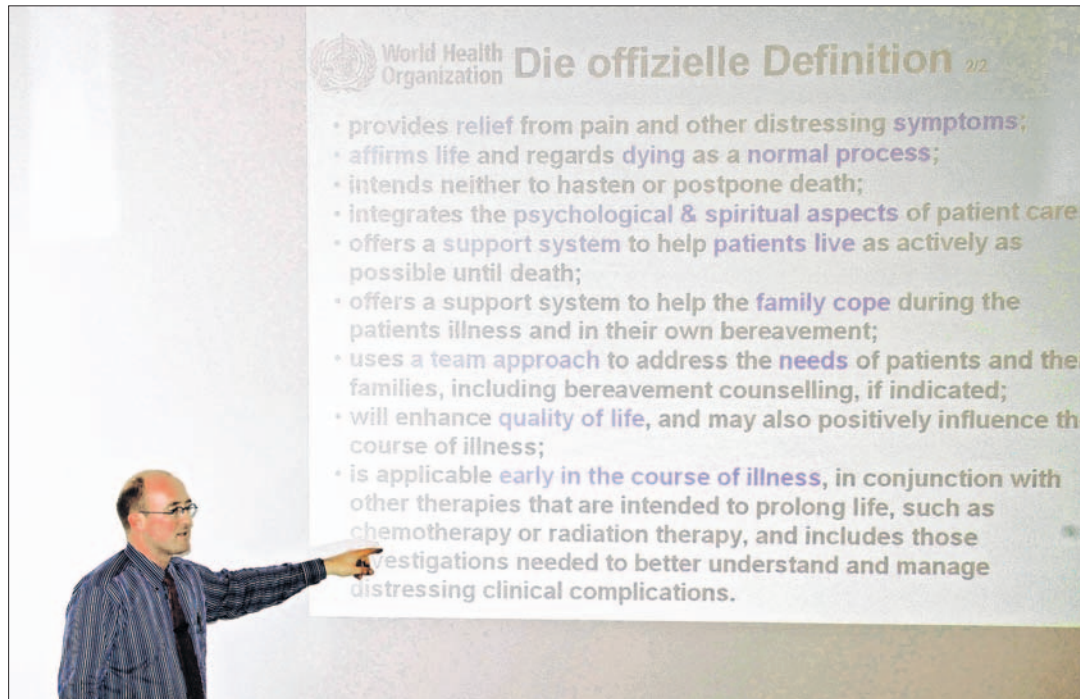 World Health
Organization
Die offizielle Definition 2/2
• provides relief from pain and other distressing symptoms;
• affirms life and regards dying as a normal process;
• intends neither to hasten or postpone death;
• integrates the psychological & spiritual aspects of patient care
• offers a support system to help patients live as actively as
possible until death;
• offers a support system to help the family cope during the
patients illness and in their own bereavement;
• uses a team approach to address the needs of patients and the
families, including bereavement counselling, if indicated;
• will enhance quality of life, and may also positively influence th
course of illness;
• is applicable early in the course of illness, in conjunction with
other therapies that are intended to prolong life, such as
chemotherapy or radiation therapy, and includes those
vestigations needed to better understand and manage
distressing clinical complications.